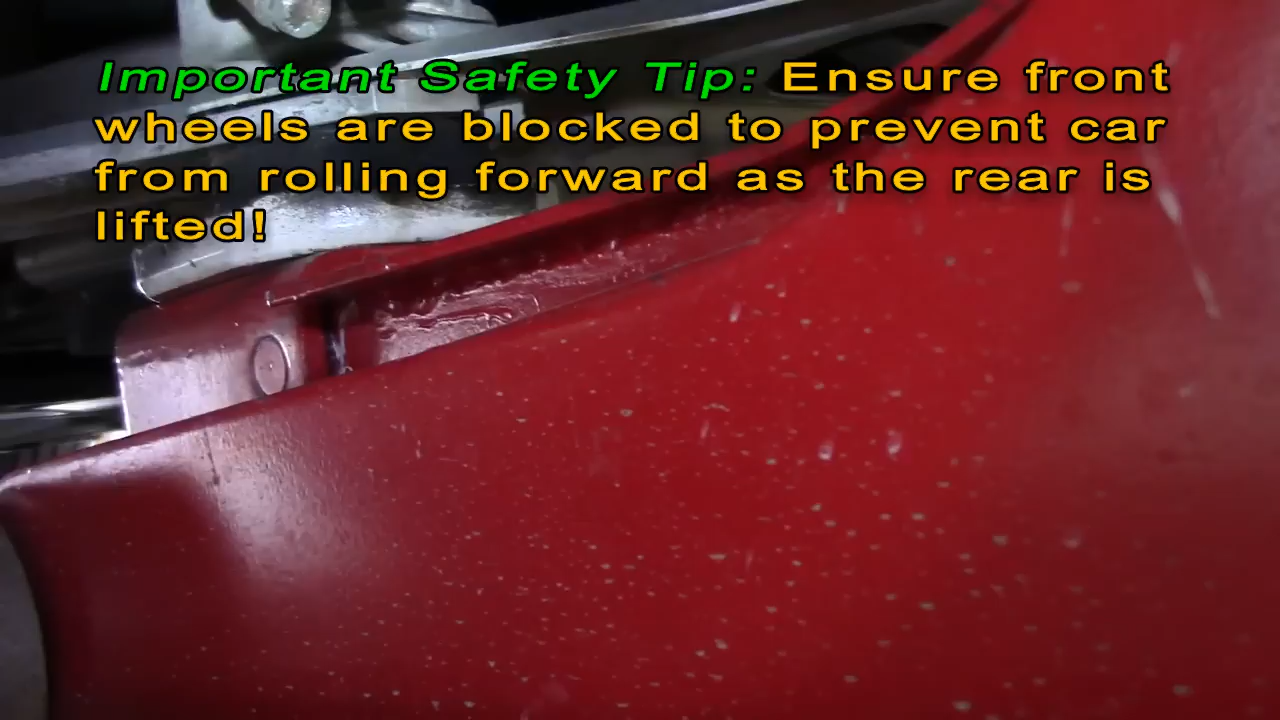 Important Safety Tip: Ensure front
wheels are blocked to prevent car
from rolling forward as the rear is
lifted!